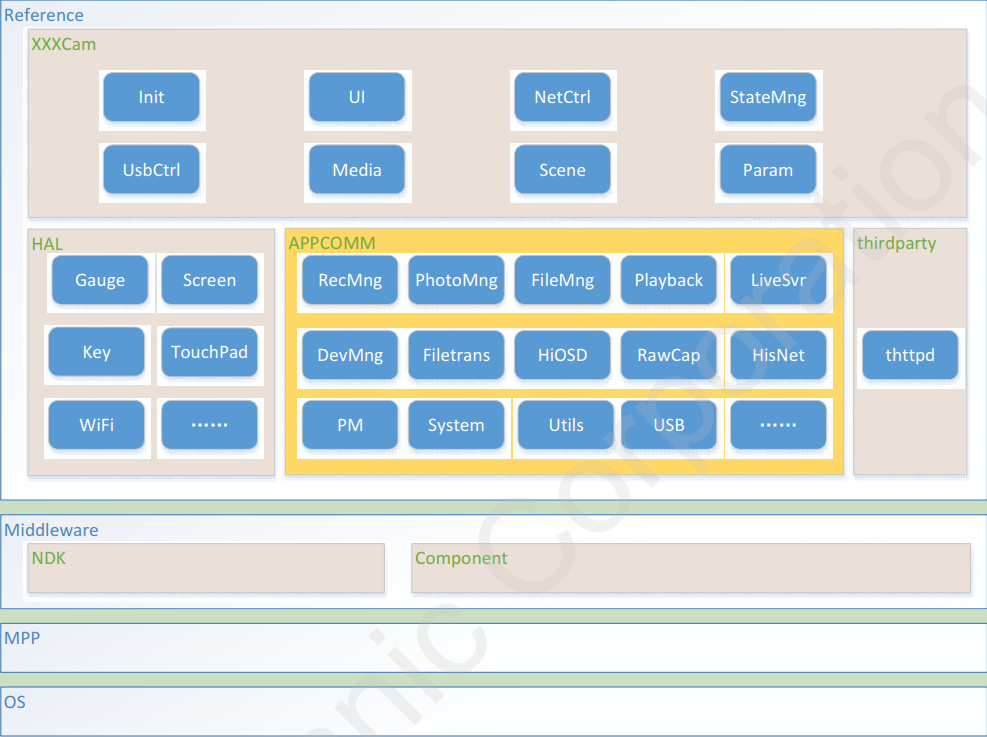 Reference
XXXCam
Init UI NetCtrl StateMng
UsbCtrl Media Scene Param
HAL
Gauge Screen
Key TouchPad
WiFi ······
APPCOMM
RecMng PhotoMng FileMng Playback LiveSvr
DevMng Filetrans HiOSD RawCap HisNet
PM System Utils USB ······
thirdparty
thttpd
Middleware
NDK Component
MPP
OS
nic Corporation